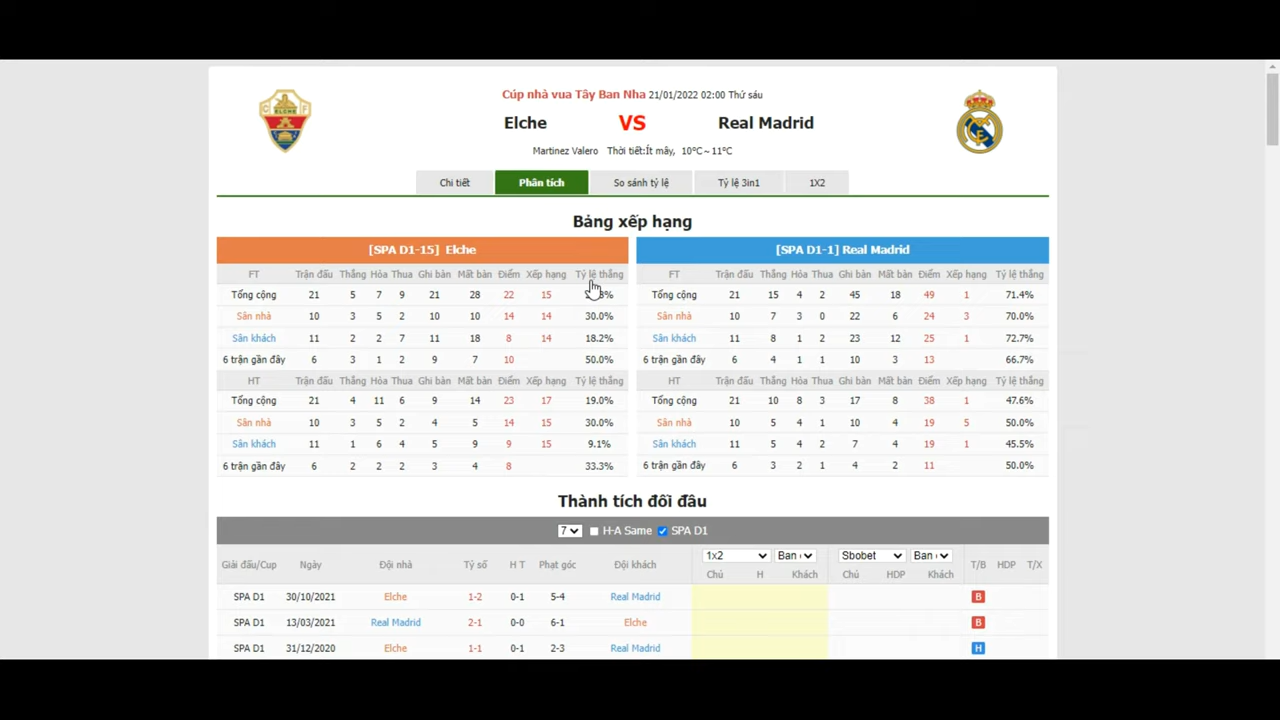 Cúp nhà vua Tây Ban Nha 21/01/2022 02:00 Thứ sáu
Elche VS Real Madrid
Martinez Valero Thời tiết:Ít mây, 10°C～11°C
Chi tiết Phân tích So sánh tỷ lệ Tỷ lệ 3in1 1X2
Bảng xếp hạng
[SPA D1-15] Elche [SPA D1-1] Real Madrid
FT Trận đấu Thắng Hòa Thua Ghi bàn Mất bàn Điểm Xếp hạng Tỷ lệ thắng FT Trận đấu Thắng Hòa Thua Ghi bàn Mất bàn Điểm Xếp hạng Tỷ lệ thắng
Tổng cộng 21 5 7 9 21 28 22 15 Tổng cộng 21 15 4 2 45 18 49 1 71.4%
Sân nhà 10 3 5 2 10 10 14 14 30.0% Sân nhà 10 7 3 0 22 6 24 3 70.0%
Sân khách 11 2 2 7 11 18 8 14 18.2% Sân khách 11 8 1 2 23 12 25 1 72.7%
6 trận gần đây 6 3 1 2 9 7 10 50.0% 6 trận gần đây 6 4 1 1 10 3 13 66.7%
HT Trận đấu Thắng Hòa Thua Ghi bàn Mất bàn Điểm Xếp hạng Tỷ lệ thắng HT Trận đấu Thắng Hòa Thua Ghi bàn Mất bàn Điểm Xếp hạng Tỷ lệ thắng
Tổng cộng 21 4 11 6 9 14 23 17 19.0% Tổng cộng 21 10 8 3 17 8 38 1 47.6%
Sân nhà 10 3 5 2 4 5 14 15 30.0% Sân nhà 10 5 4 1 10 4 19 5 50.0%
Sân khách 11 1 6 4 5 9 9 15 9.1% Sân khách 11 5 4 2 7 4 19 1 45.5%
6 trận gần đây 6 2 2 2 3 4 8 33.3% 6 trận gần đây 6 3 2 1 4 2 11 50.0%
Thành tích đối đầu
7 H-A Same SPA D1
Giải đấu/Cup Ngày Đội nhà Tỷ số H T Phạt góc Đội khách 1x2 Ban Sbobet Ban T/B HDP T/X
Chủ H Khách Chủ HDP Khách
SPA D1 30/10/2021 Elche 1-2 0-1 5-4 Real Madrid B
SPA D1 13/03/2021 Real Madrid 2-1 0-0 6-1 Elche B
SPA D1 31/12/2020 Elche 1-1 0-1 2-3 Real Madrid H